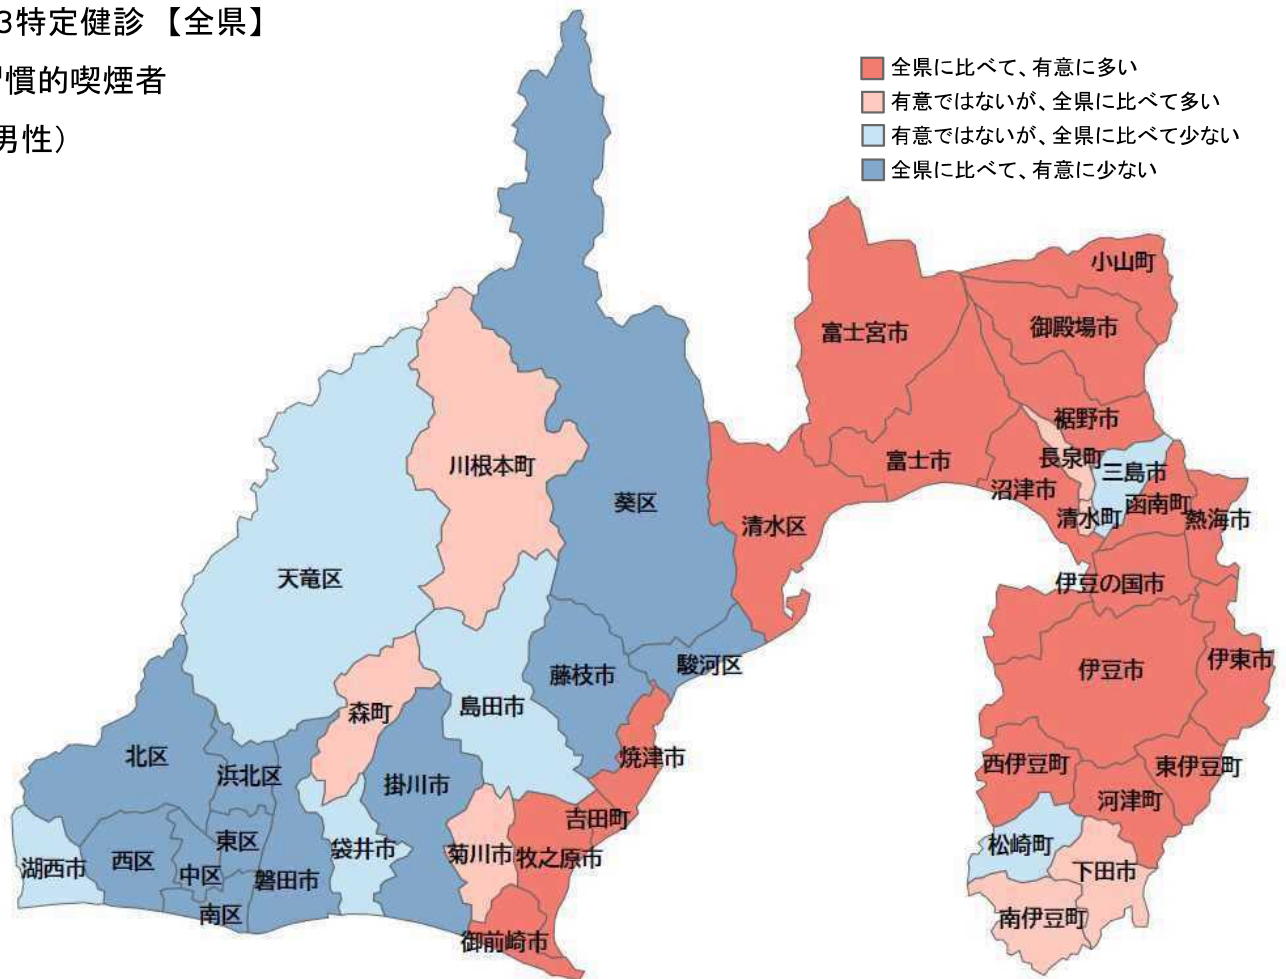 3特定健診 【全県】
慣的喫煙者
男性）
全県に比べて、有意に多い
有意ではないが、全県に比べて多い
有意ではないが、全県に比べて少ない
全県に比べて、有意に少ない
小山町
御殿場市
富士宮市
裾野市
長泉町
富士市
三島市
沼津市
函南町
清水町
熱海市
川根本町
葵区
清水区
天竜区
伊豆の国市
伊豆市
伊東市
藤枝市
駿河区
島田市
森町
焼津市
西伊豆町
東伊豆町
北区
浜北区
掛川市
河津町
吉田町
東区
袋井市
菊川市
牧之原市
松崎町
湖西市
西区
中区
磐田市
下田市
南区
南伊豆町
御前崎市